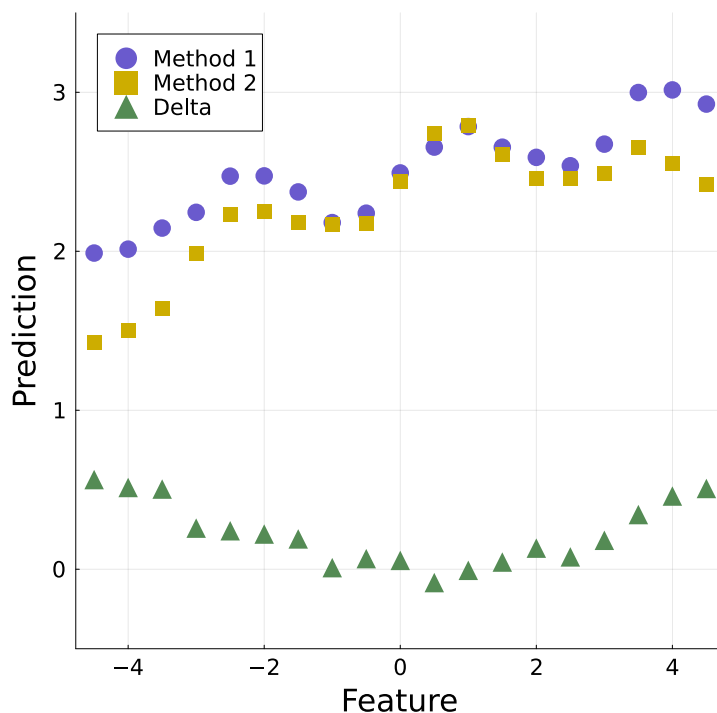 Method 1
Method 2
Delta
Prediction
3
2
1
0
−4
−2
0
2
4
Feature